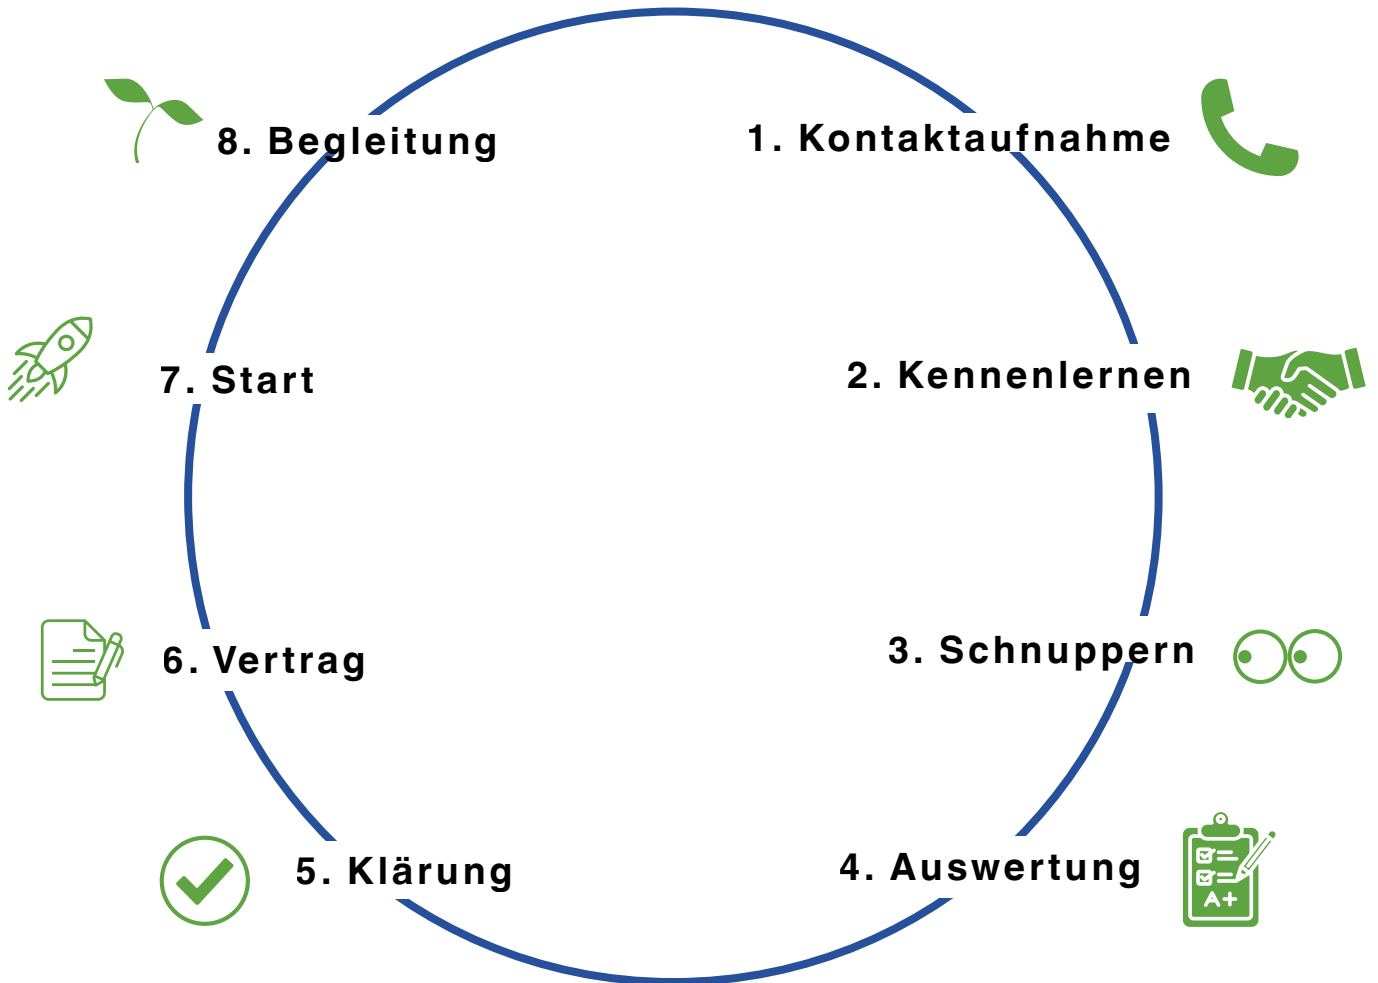 1. Kontaktaufnahme
2. Kennenlernen
3. Schnuppern
4. Auswertung
A+
5. Klärung
6. Vertrag
7. Start
8. Begleitung